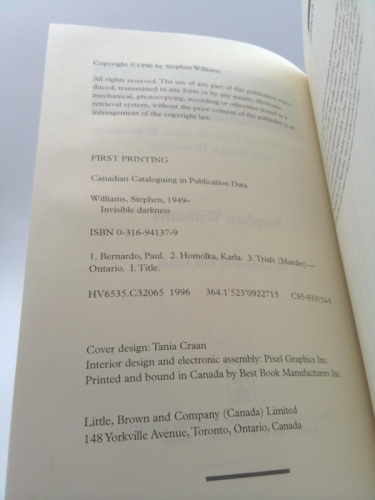 Copyright ©1996 by Stephen Williams
All rights reserved. The use of any part of this publication repro-
duced, transmitted in any form or by any means, electronic,
mechanical, photocopying, recording or otherwise stored in a
retrieval system, without the prior consent of the publisher is an
infringement of the copyright law.
FIRST PRINTING
Canadian Cataloguing in Publication Data
Williams, Stephen, 1949–
Invisible darkness
ISBN 0-316-94137-9
1. Bernardo, Paul. 2. Homolka, Karla. 3. Trials (Murder) —
Ontario. I. Title.
HV6535.C32065 1996 364.1'523'0922713 C95-933154-9
Cover design: Tania Craan
Interior design and electronic assembly: Pixel Graphics Inc.
Printed and bound in Canada by Best Book Manufacturers Inc.
Little, Brown and Company (Canada) Limited
148 Yorkville Avenue, Toronto, Ontario, Canada